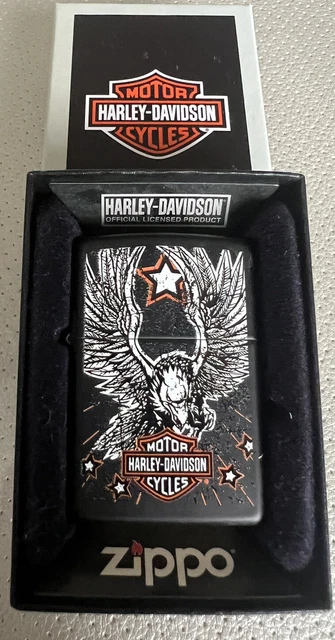 MOTOR
HARLEY-DAVIDSON
CYCLES
HARLEY-DAVIDSON
OFFICIAL LICENSED PRODUCT
MOTOR
HARLEY-DAVIDSON
CYCLES
zippo